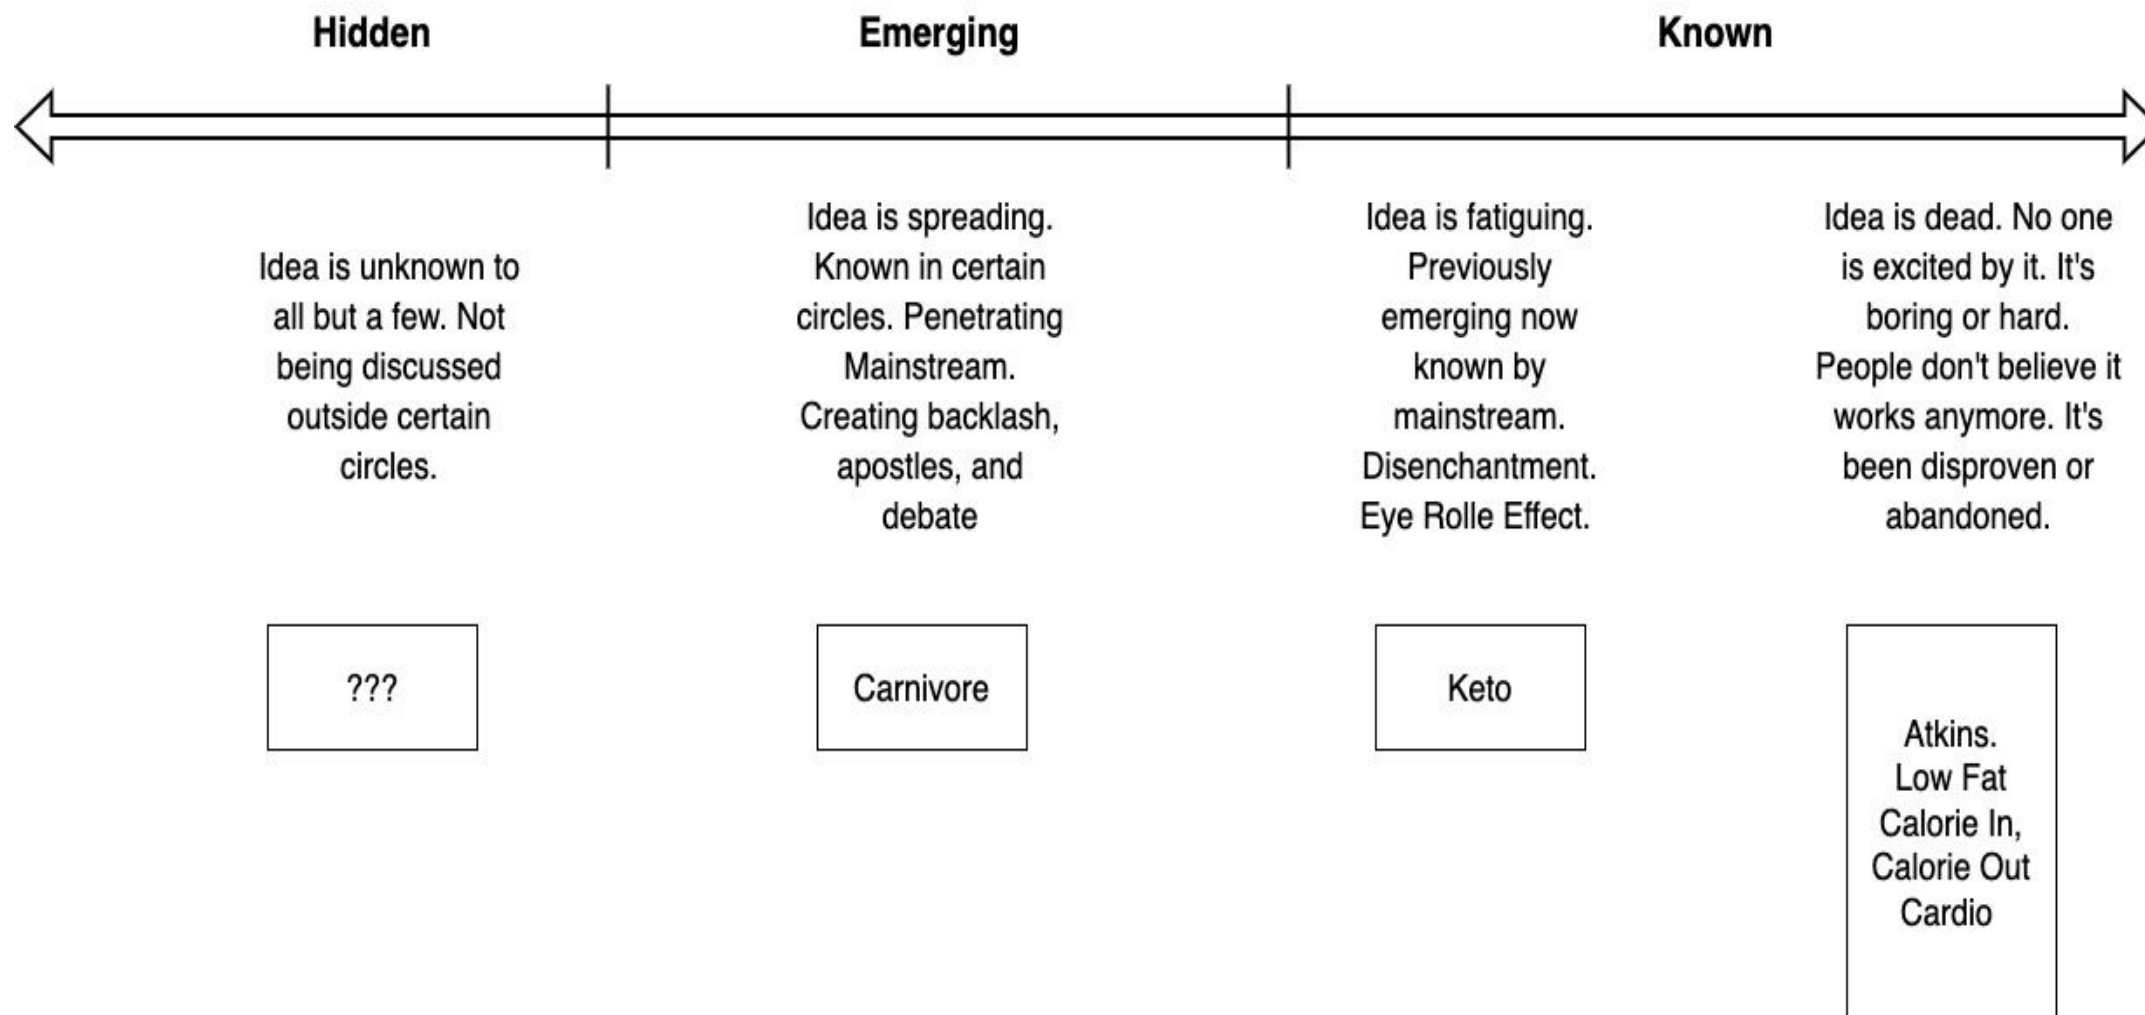 Hidden
Emerging
Known
Idea is unknown to
all but a few. Not
being discussed
outside certain
circles.
Idea is spreading.
Known in certain
circles. Penetrating
Mainstream.
Creating backlash,
apostles, and
debate
Idea is fatiguing.
Previously
emerging now
known by
mainstream.
Disenchantment.
Eye Rolle Effect.
Idea is dead. No one
is excited by it. It's
boring or hard.
People don't believe it
works anymore. It's
been disproven or
abandoned.
???
Carnivore
Keto
Atkins.
Low Fat
Calorie In,
Calorie Out
Cardio